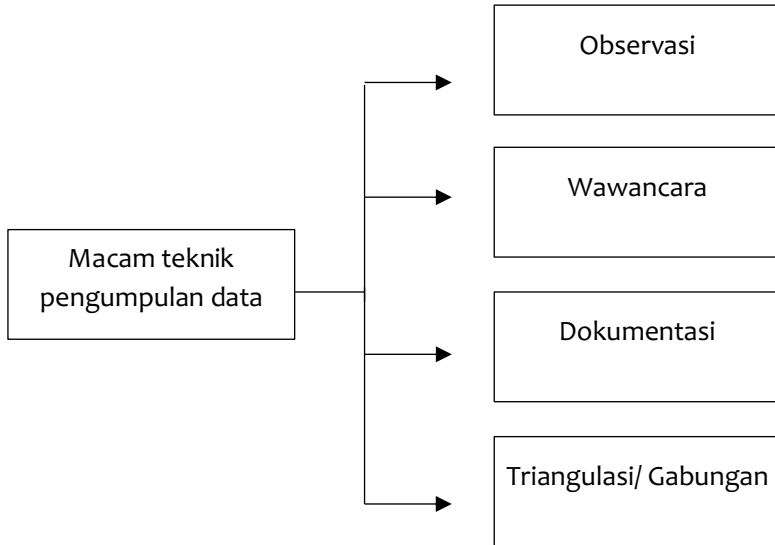 Observasi
Wawancara
Macam teknik
pengumpulan data
Dokumentasi
Triangulasi/ Gabungan